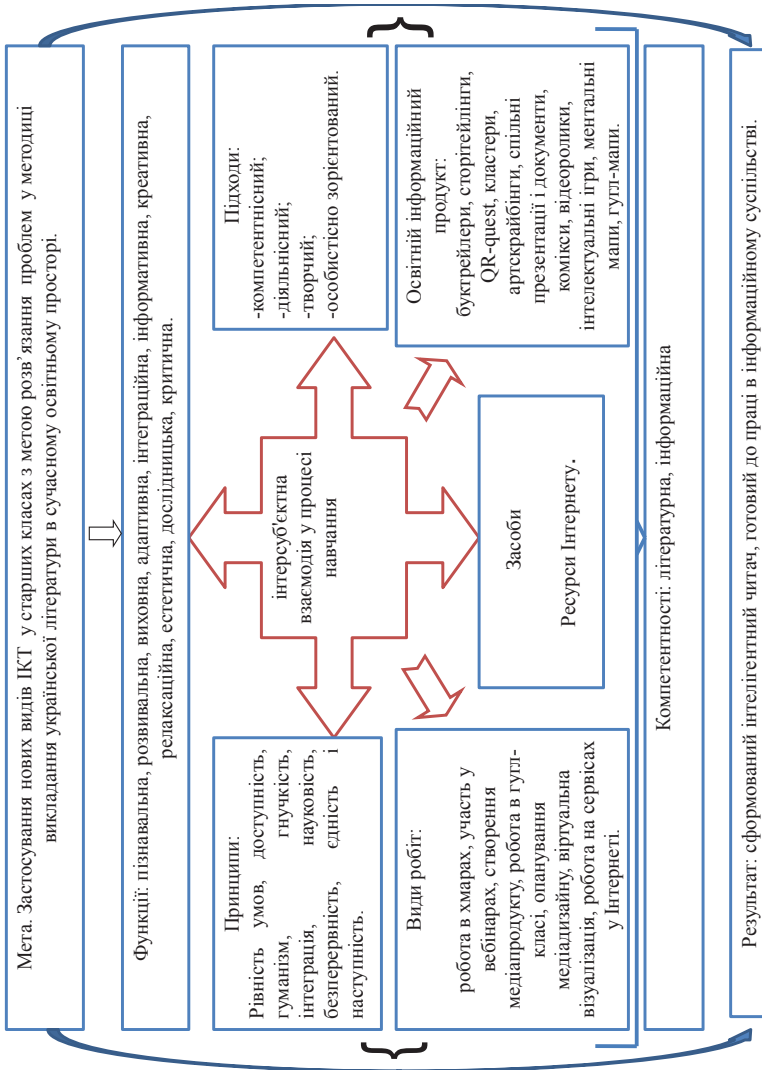 Мета. Застосування нових видів ІКТ у старших класах з метою розв'язання проблем у методиці
викладання української літератури в сучасному освітньому просторі.
Функції: пізнавальна, розвивальна, виховна, адаптивна, інтеграційна, інформативна, креативна,
релаксаційна, естетична, дослідницька, критична.
Принципи:
Рівність умов, доступність,
гуманізм, гнучкість,
інтеграція, науковість,
безперервність, єдність і
наступність.
інтерсуб'єктна
взаємодія у процесі
навчання
Підходи:
-компетентнісний;
-діяльнісний;
-творчий;
-особистісно зорієнтований.
Види робіт:
робота в хмарах, участь у
вебінарах, створення
медіапродукту, робота в гугл-
класі, опанування
медіадизайну, віртуальна
візуалізація, робота на сервісах
у Інтернеті.
Засоби
Ресурси Інтернету.
Освітній інформаційний
продукт:
буктрейлери, сторітейлінги,
QR-quest, кластери,
артскрайбінги, спільні
презентації і документи,
комікси, відеоролики,
інтелектуальні ігри, ментальні
мапи, гугл-мапи.
Компетентності: літературна, інформаційна
Результат: сформований інтелігентний читач, готовий до праці в інформаційному суспільстві.